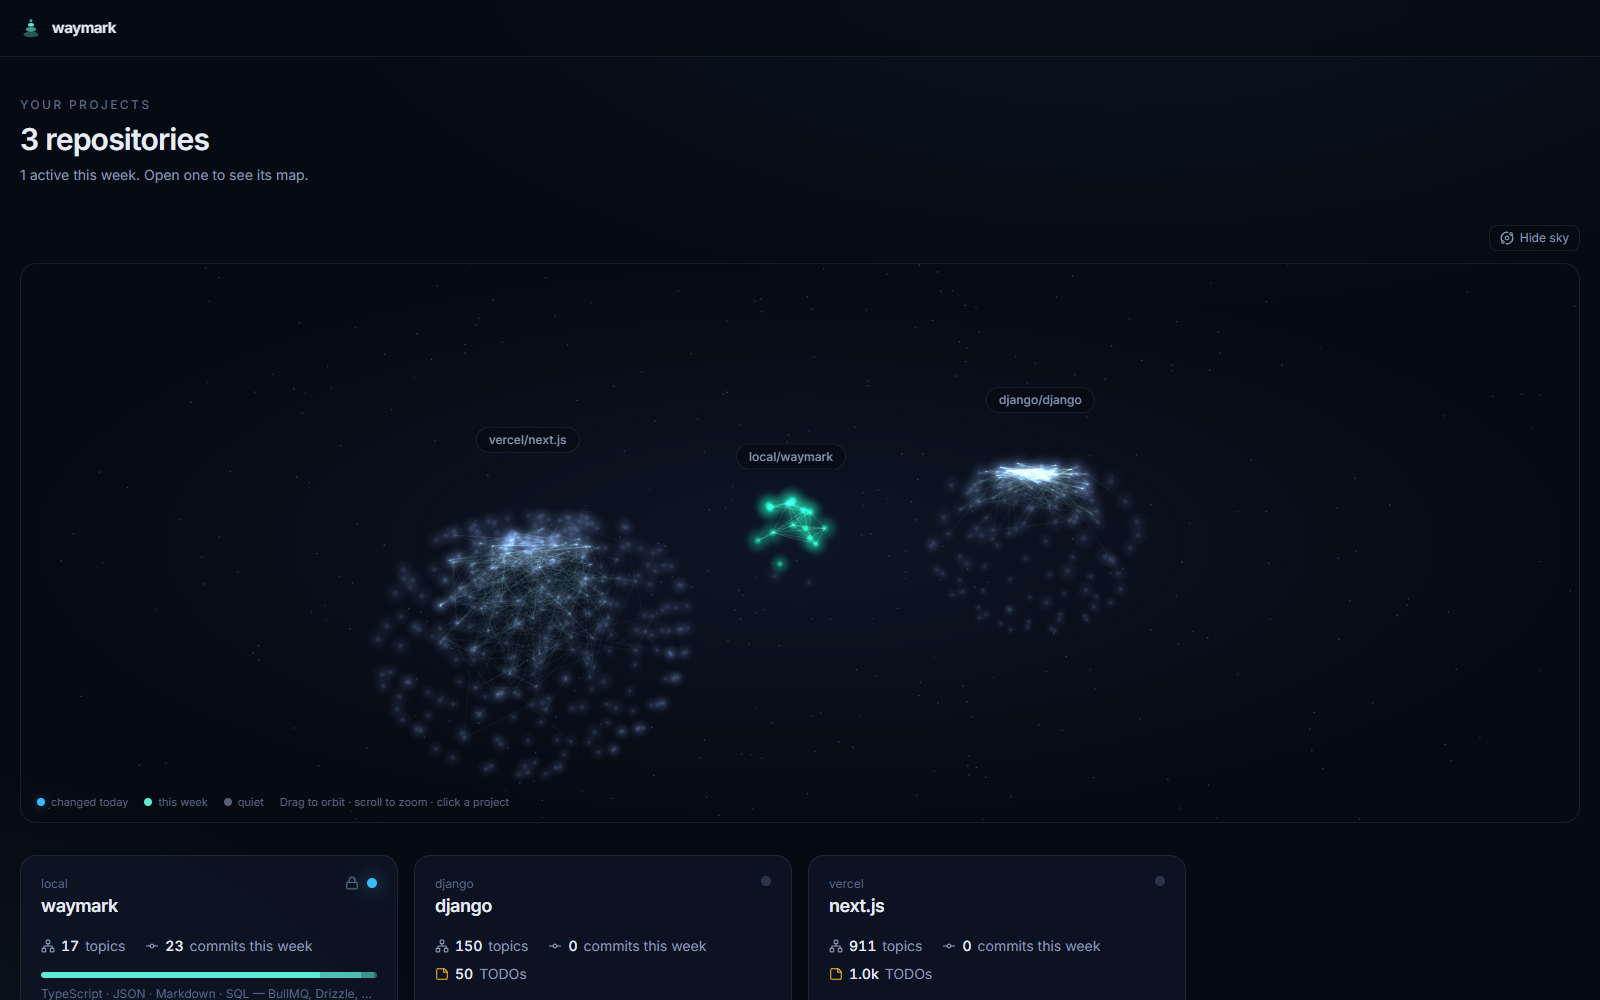 waymark
YOUR PROJECTS
3 repositories
1 active this week. Open one to see its map.
Hide sky
django/django
vercel/next.js
local/waymark
changed today this week quiet Drag to orbit · scroll to zoom · click a project
local
waymark
17 topics 23 commits this week
TypeScript · JSON · Markdown · SQL — BullMQ, Drizzle, ...
django
django
150 topics 0 commits this week
50 TODOs
vercel
next.js
911 topics 0 commits this week
1.0k TODOs